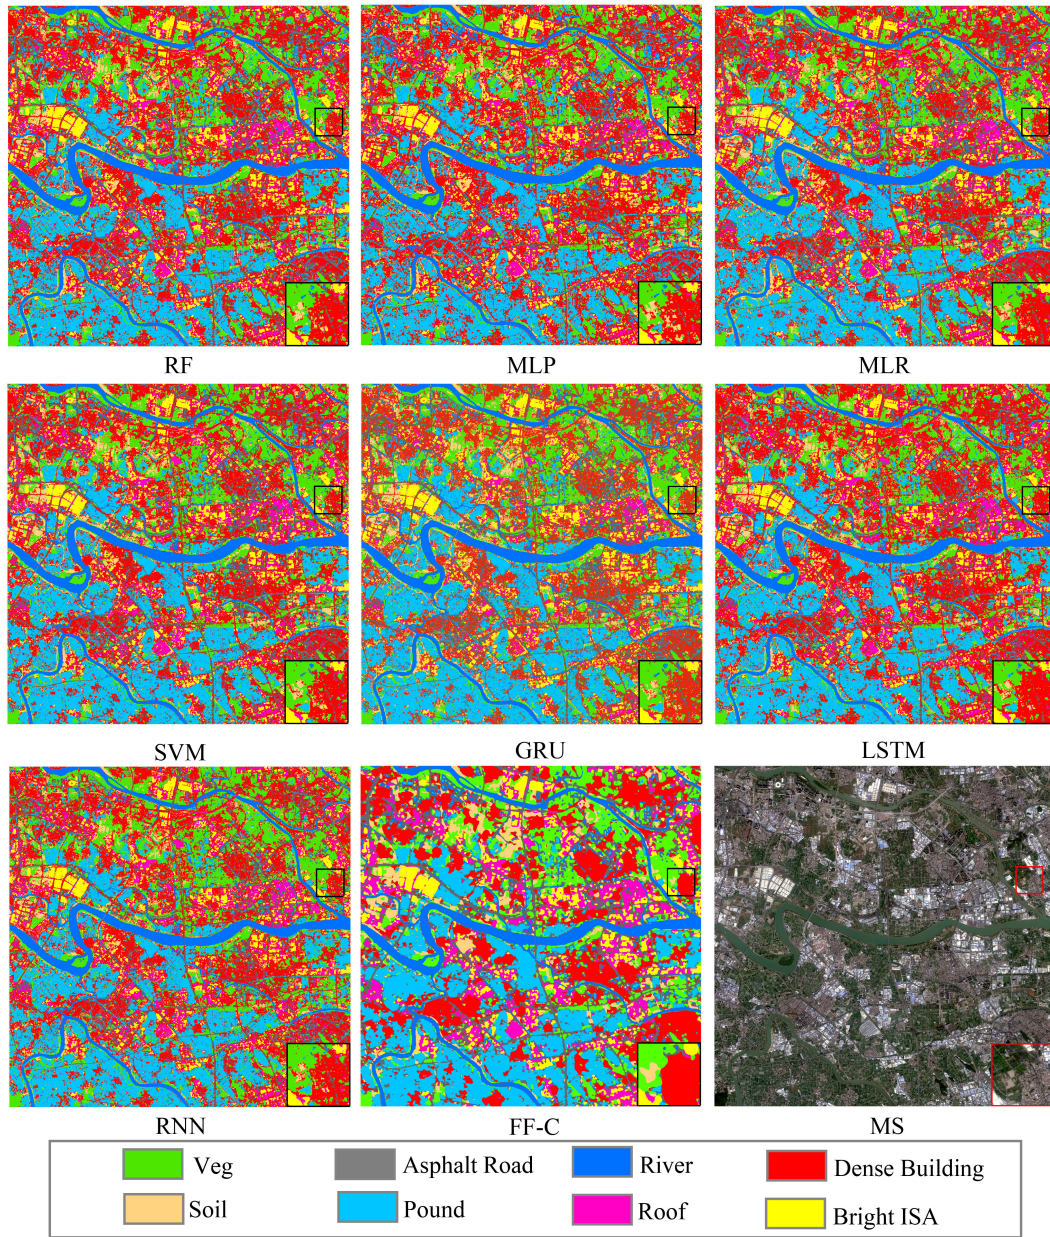 RF MLP MLR
SVM GRU LSTM
RNN FF-C MS
Veg Asphalt Road River Dense Building
Soil Pound Roof Bright ISA